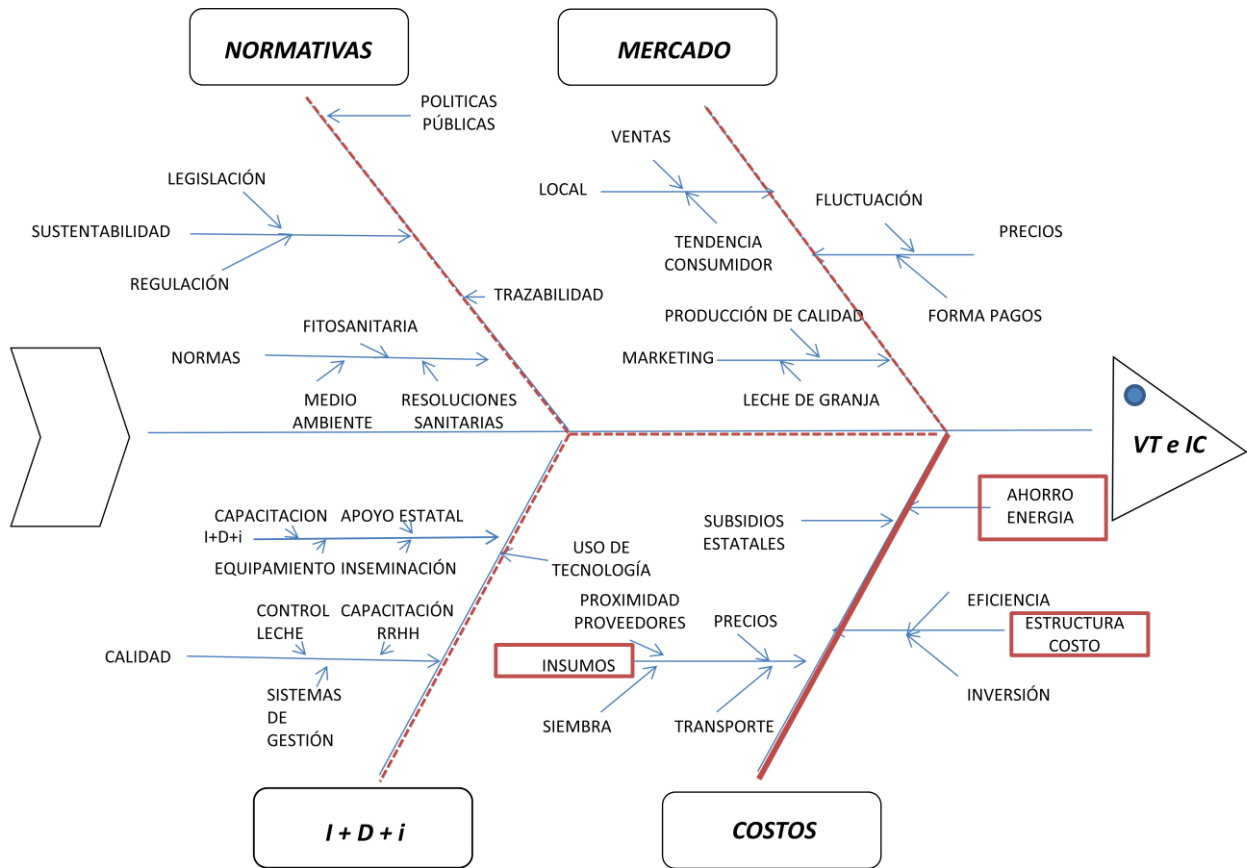 NORMATIVAS
MERCADO
POLITICAS
PÚBLICAS
LEGISLACIÓN
SUSTENTABILIDAD
REGULACIÓN
TRAZABILIDAD
FITOSANITARIA
NORMAS
MEDIO
AMBIENTE
RESOLUCIONES
SANITARIAS
VENTAS
LOCAL
TENDENCIA
CONSUMIDOR
FLUCTUACIÓN
PRECIOS
FORMA PAGOS
PRODUCCIÓN DE CALIDAD
MARKETING
LECHE DE GRANJA
VT e IC
CAPACITACION
APOYO ESTATAL
I+D+i
EQUIPAMIENTO
INSEMINACIÓN
USO DE
TECNOLOGÍA
CONTROL
LECHE
CAPACITACIÓN
RRHH
CALIDAD
SISTEMAS
DE
GESTIÓN
SUBSIDIOS
ESTATALES
AHORRO
ENERGIA
PROXIMIDAD
PROVEEDORES
PRECIOS
INSUMOS
SIEMBRA
TRANSPORTE
EFICIENCIA
ESTRUCTURA
COSTO
INVERSIÓN
I + D + i
COSTOS